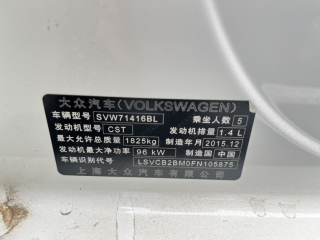 大众汽车(VOLKSWAGEN)
车辆型号 SVW71416BL 乘坐人数 5
发动机型号 CST 发动机排量 1.4 L
最大允许总质量 1825kg 制造年月 2015.12
发动机最大净功率 96 kW 制造国 中国
车辆识别代号 LSVCB2BM0FN105875
上海大众汽车有限公司